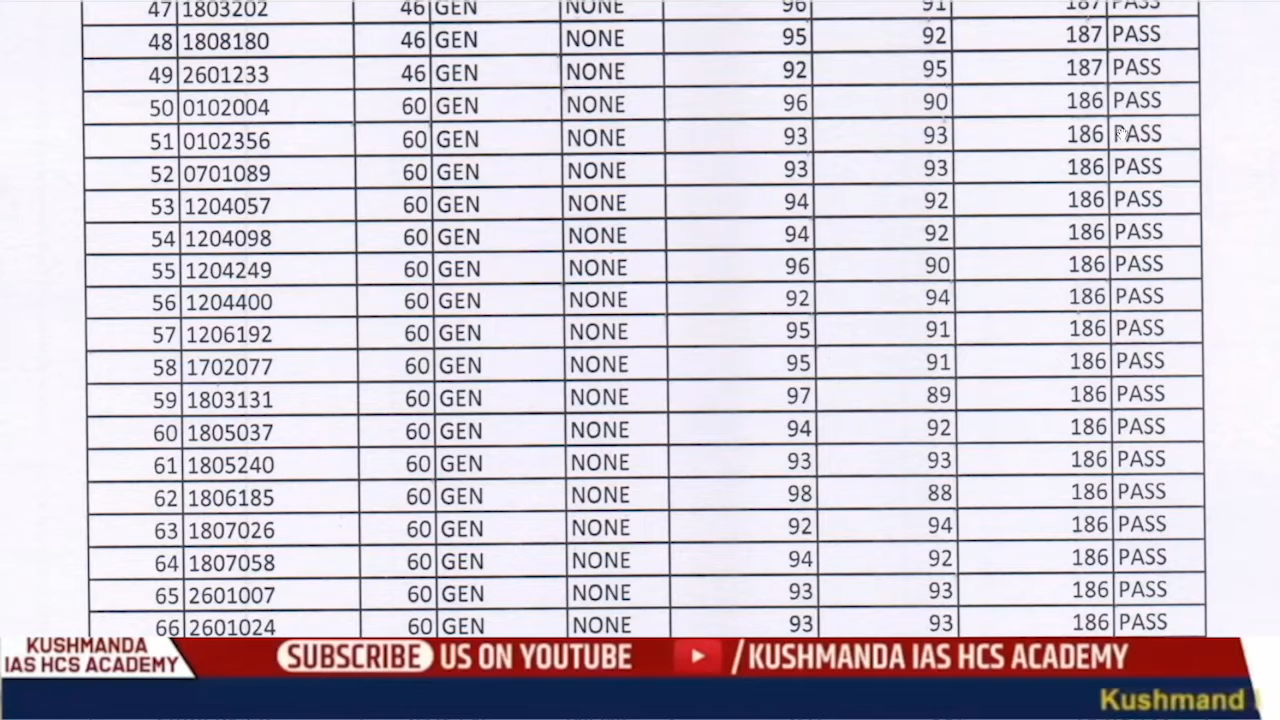 47 1803202 46 GEN NONE 96 91 187 PASS
48 1808180 46 GEN NONE 95 92 187 PASS
49 2601233 46 GEN NONE 92 95 187 PASS
50 0102004 60 GEN NONE 96 90 186 PASS
51 0102356 60 GEN NONE 93 93 186 PASS
52 0701089 60 GEN NONE 93 93 186 PASS
53 1204057 60 GEN NONE 94 92 186 PASS
54 1204098 60 GEN NONE 94 92 186 PASS
55 1204249 60 GEN NONE 96 90 186 PASS
56 1204400 60 GEN NONE 92 94 186 PASS
57 1206192 60 GEN NONE 95 91 186 PASS
58 1702077 60 GEN NONE 95 91 186 PASS
59 1803131 60 GEN NONE 97 89 186 PASS
60 1805037 60 GEN NONE 94 92 186 PASS
61 1805240 60 GEN NONE 93 93 186 PASS
62 1806185 60 GEN NONE 98 88 186 PASS
63 1807026 60 GEN NONE 92 94 186 PASS
64 1807058 60 GEN NONE 94 92 186 PASS
65 2601007 60 GEN NONE 93 93 186 PASS
66 2601024 60 GEN NONE 93 93 186 PASS
KUSHMANDA
IAS HCS ACADEMY
SUBSCRIBE US ON YOUTUBE /KUSHMANDA IAS HCS ACADEMY
Kushmand